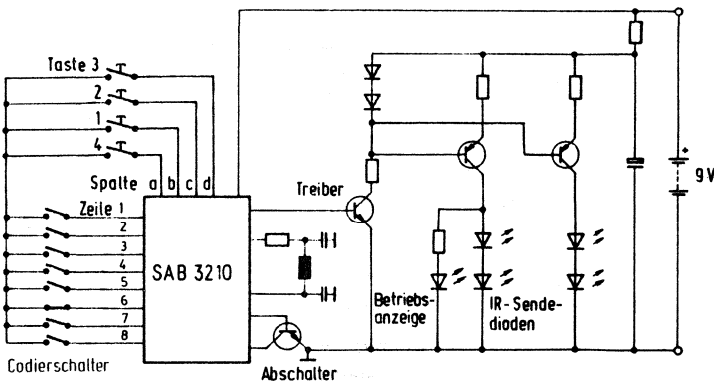 Taste 3
2
1
4
Spalte a b c d
Treiber
Zeile 1
2
3
4
5
6
7
8
SAB 3210
+
9V
Betriebs-
anzeige
IR-Sende-
dioden
Codierschalter
Abschalter